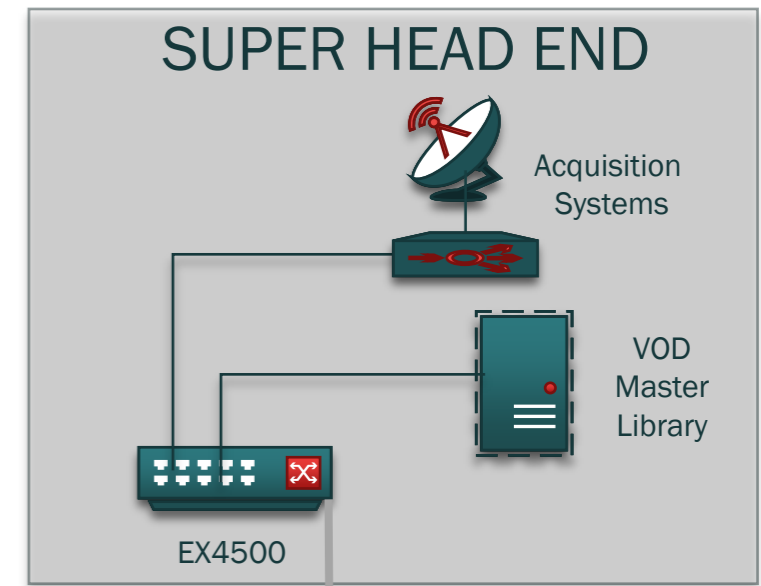 SUPER HEAD END
Acquisition
Systems
VOD
Master
Library
EX4500